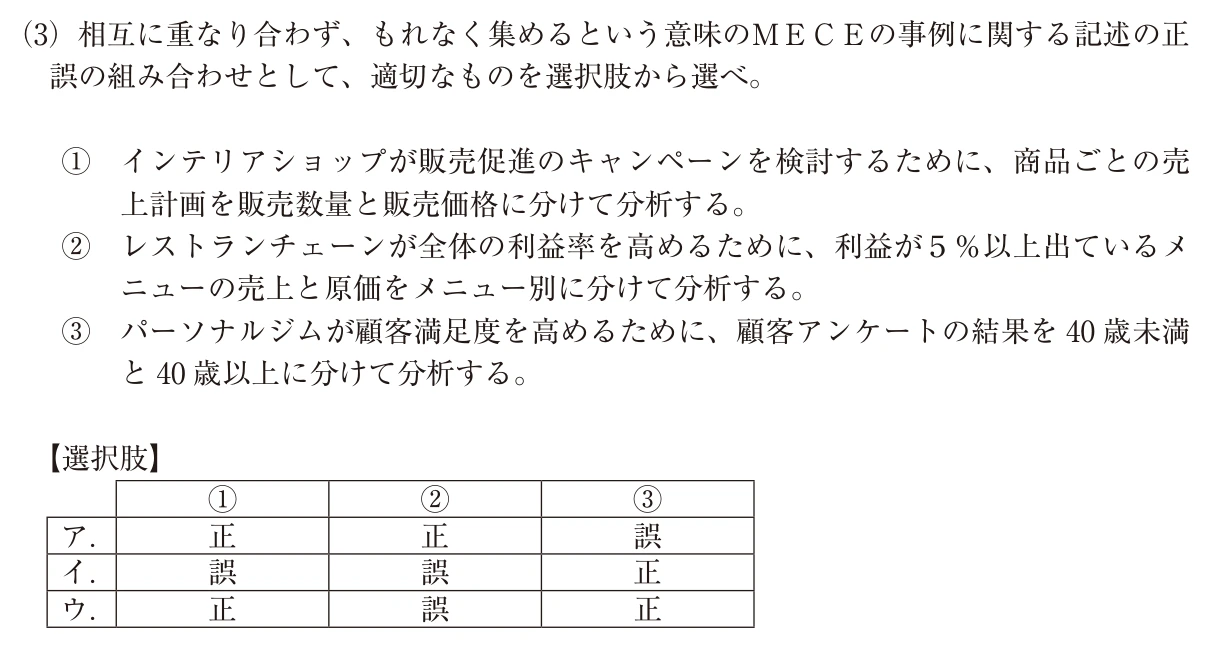 (3) 相互に重なり合わず、もれなく集めるという意味のＭＥＣＥの事例に関する記述の正
誤の組み合わせとして、適切なものを選択肢から選べ。
① インテリアショップが販売促進のキャンペーンを検討するために、商品ごとの売
上計画を販売数量と販売価格に分けて分析する。
② レストランチェーンが全体の利益率を高めるために、利益が５％以上出ているメ
ニューの売上と原価をメニュー別に分けて分析する。
③ パーソナルジムが顧客満足度を高めるために、顧客アンケートの結果を 40 歳未満
と 40 歳以上に分けて分析する。
【選択肢】
① ② ③
ア． 正 正 誤
イ． 誤 誤 正
ウ． 正 誤 正